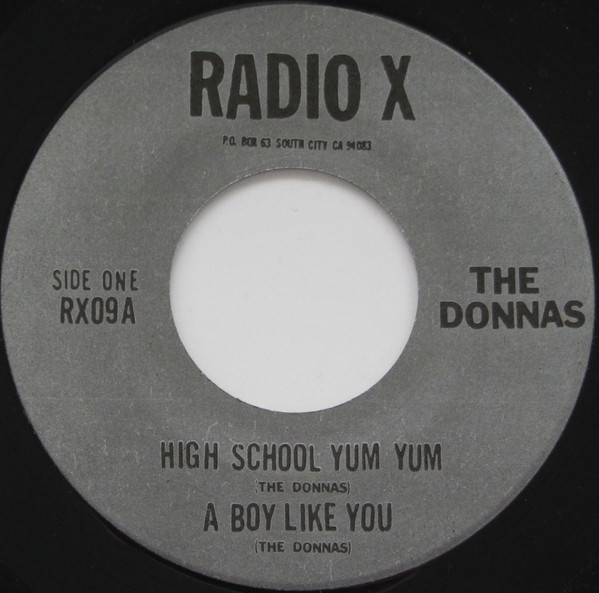 RADIO X
P.O. BOX 63 SOUTH CITY CA 94083
SIDE ONE
RX09A
THE
DONNAS
HIGH SCHOOL YUM YUM
(THE DONNAS)
A BOY LIKE YOU
(THE DONNAS)